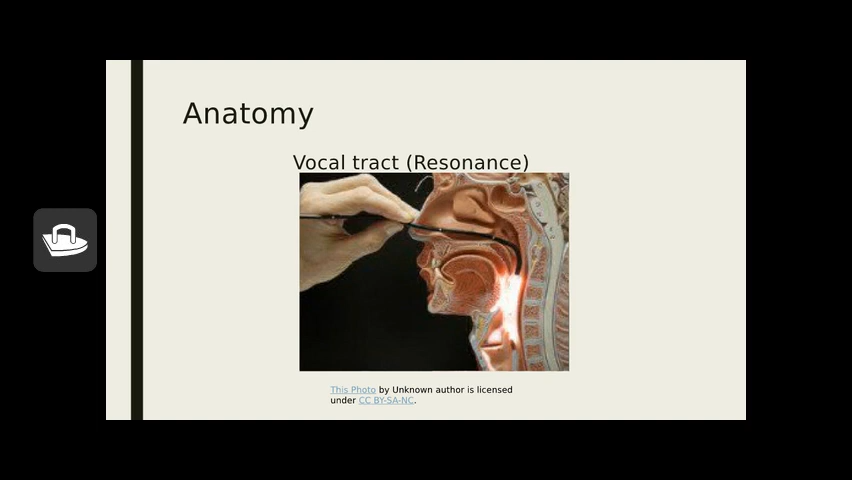 Anatomy
Vocal tract (Resonance)
This Photo by Unknown author is licensed
under CC BY-SA-NC.